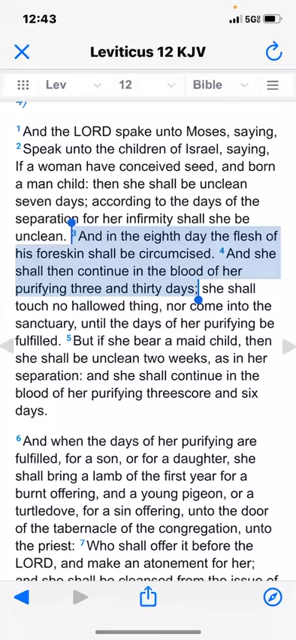 12:43
5G
Leviticus 12 KJV
Lev
12
Bible
4)
1 And the LORD spake unto Moses, saying,
2 Speak unto the children of Israel, saying,
If a woman have conceived seed, and born
a man child: then she shall be unclean
seven days; according to the days of the
separation for her infirmity shall she be
unclean. 3 And in the eighth day the flesh of
his foreskin shall be circumcised. 4 And she
shall then continue in the blood of her
purifying three and thirty days; she shall
touch no hallowed thing, nor come into the
sanctuary, until the days of her purifying be
fulfilled. 5 But if she bear a maid child, then
she shall be unclean two weeks, as in her
separation: and she shall continue in the
blood of her purifying threescore and six
days.
6 And when the days of her purifying are
fulfilled, for a son, or for a daughter, she
shall bring a lamb of the first year for a
burnt offering, and a young pigeon, or a
turtledove, for a sin offering, unto the door
of the tabernacle of the congregation, unto
the priest: 7 Who shall offer it before the
LORD, and make an atonement for her;
and she shall be cleansed from the issue of